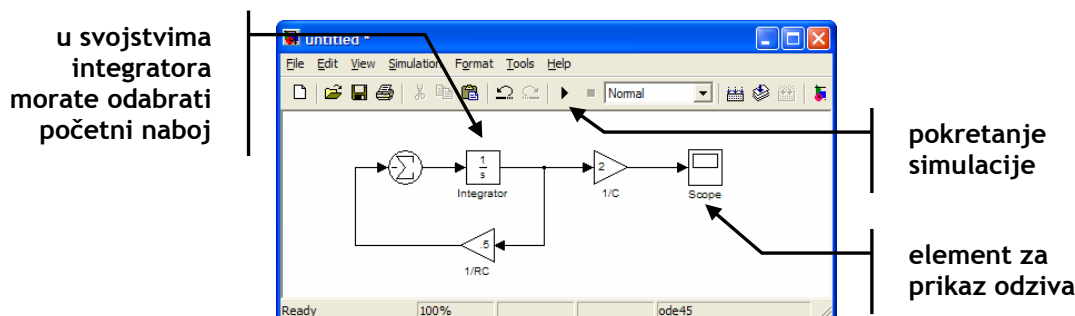 u svojstvima
integratora
morate odabrati
početni naboj
untitled *
File Edit View Simulation Format Tools Help
Normal
pokretanje
simulacije
-
Σ
1
s
Integrator
2
1/C
Scope
.5
1/RC
element za
prikaz odziva
Ready 100% ode45